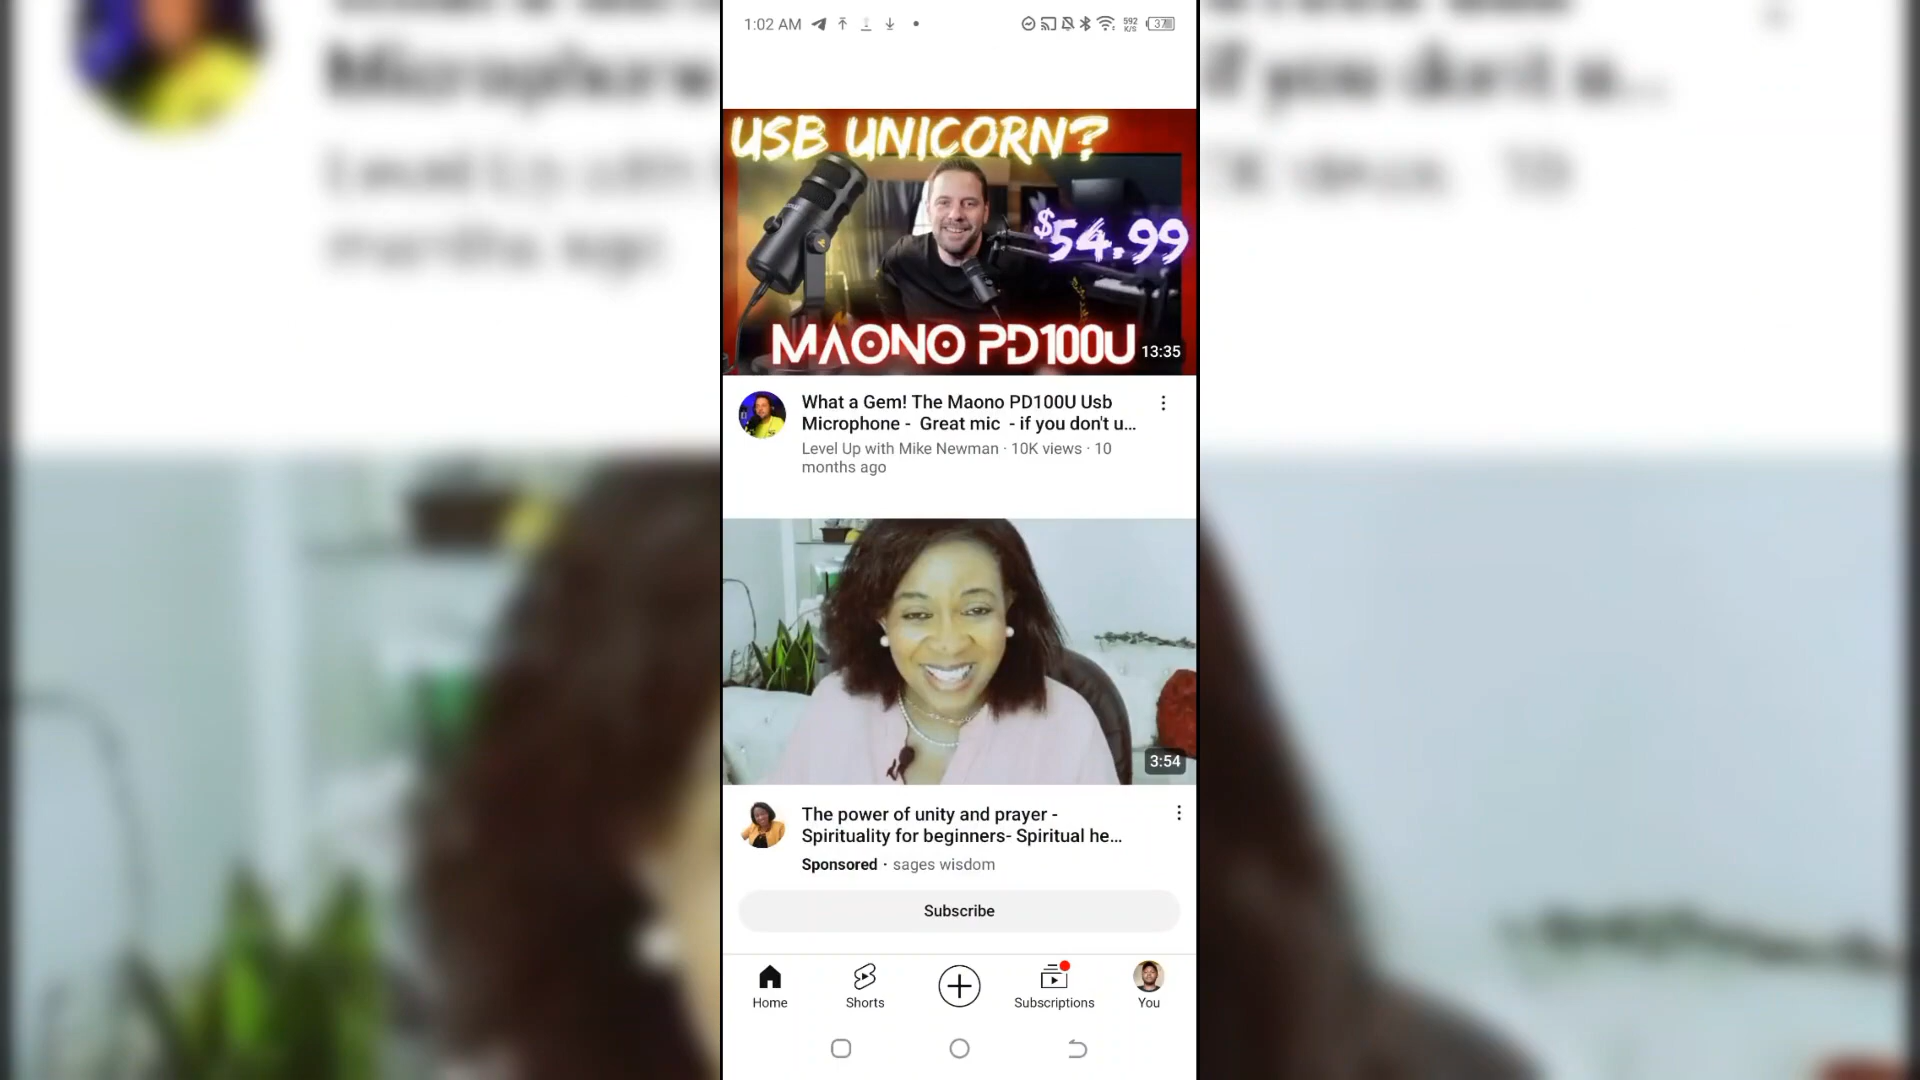 1:02 AM
592
K/S
37
USB UNICORN?
$54.99
MAONO PD100U
13:35
What a Gem! The Maono PD100U Usb
Microphone - Great mic - if you don't u...
Level Up with Mike Newman · 10K views · 10
months ago
3:54
The power of unity and prayer -
Spirituality for beginners- Spiritual he...
Sponsored · sages wisdom
Subscribe
Home
Shorts
Subscriptions
You